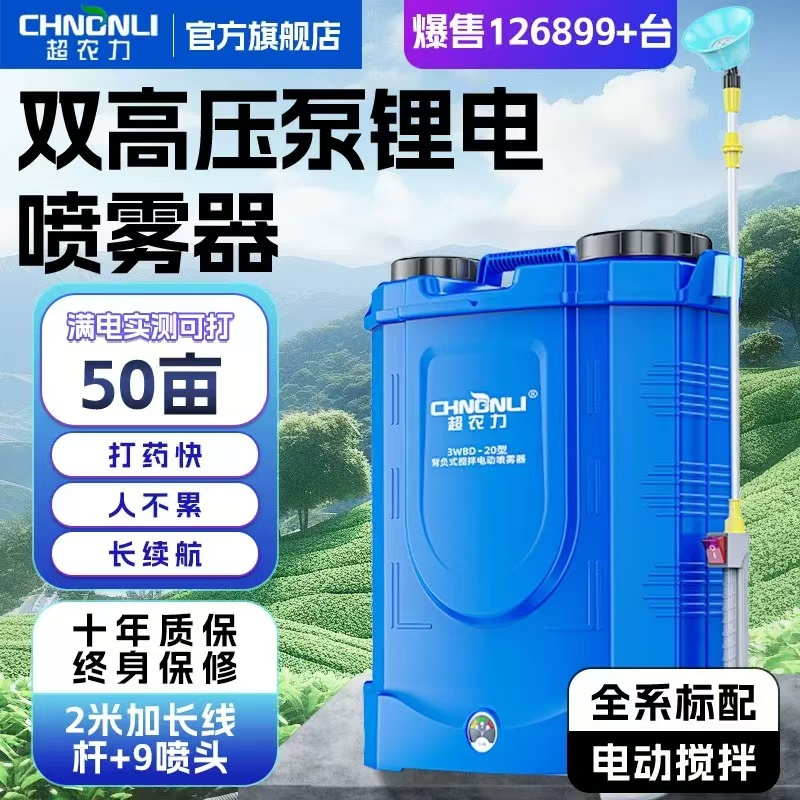 CHNONLI
超农力
官方旗舰店
爆售126899+台
双高压泵锂电
喷雾器
满电实测可打
50亩
打药快
人不累
长续航
十年质保
终身保修
2米加长线
杆+9喷头
CHNONLI®
超农力
3WBD-20型
背负式搅拌电动喷雾器
全系标配
电动搅拌